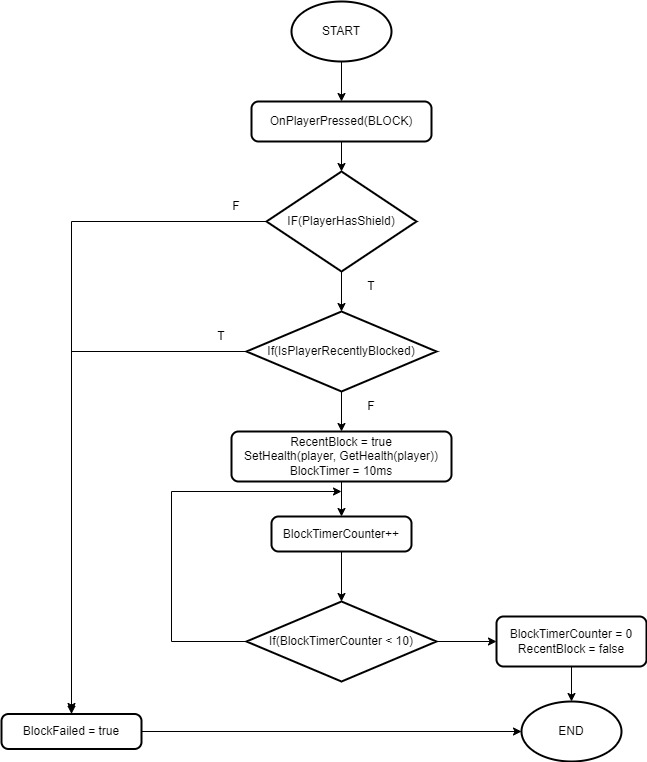 START
OnPlayerPressed(BLOCK)
F
IF(PlayerHasShield)
T
T
If(IsPlayerRecentlyBlocked)
F
RecentBlock = true
SetHealth(player, GetHealth(player))
BlockTimer = 10ms
BlockTimerCounter++
If(BlockTimerCounter < 10)
BlockTimerCounter = 0
RecentBlock = false
BlockFailed = true
END